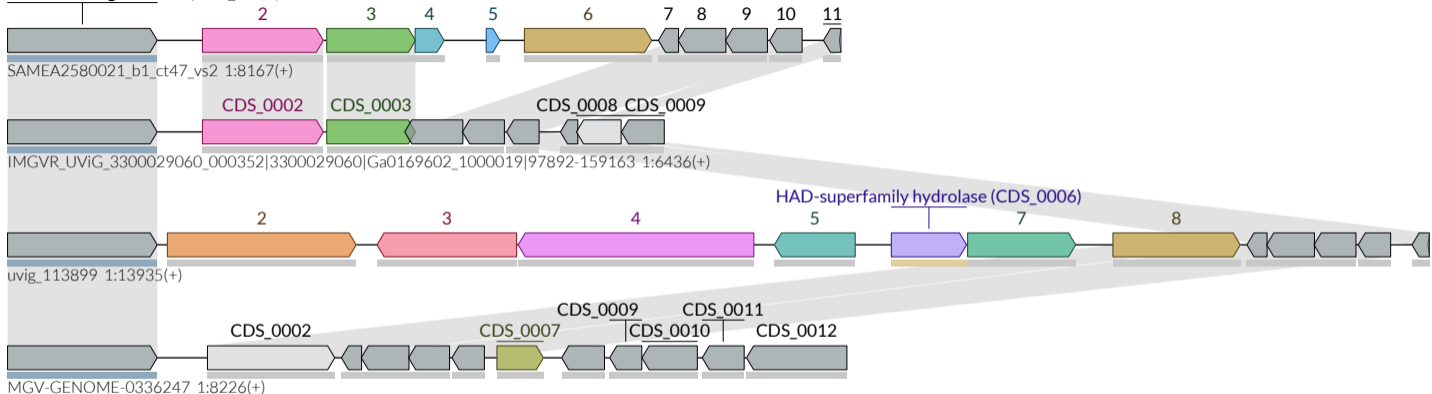 2 3 4 5 6 7 8 9 10 11
SAMEA2580021_b1_ct47_vs2 1:8167(+)
CDS_0002 CDS_0003 CDS_0008 CDS_0009
IMGVR_UViG_3300029060_000352|3300029060|Ga0169602_1000019|97892-159163 1:6436(+)
HAD-superfamily hydrolase (CDS_0006)
2 3 4 5 7 8
uvig_113899 1:13935(+)
CDS_0009 CDS_0011
CDS_0002 CDS_0007 CDS_0010 CDS_0012
MGV-GENOME-0336247 1:8226(+)